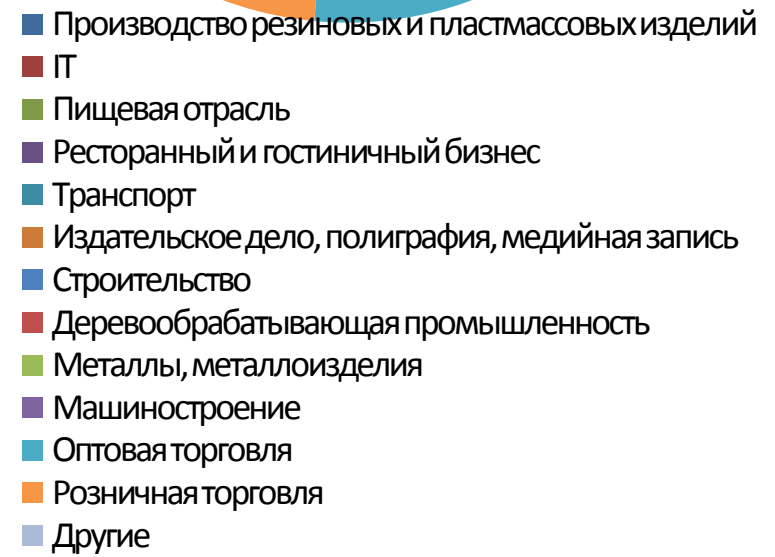 Производство резиновых и пластмассовых изделий
IT
Пищевая отрасль
Ресторанный и гостиничный бизнес
Транспорт
Издательское дело, полиграфия, медийная запись
Строительство
Деревообрабатывающая промышленность
Металлы, металлоизделия
Машиностроение
Оптовая торговля
Розничная торговля
Другие